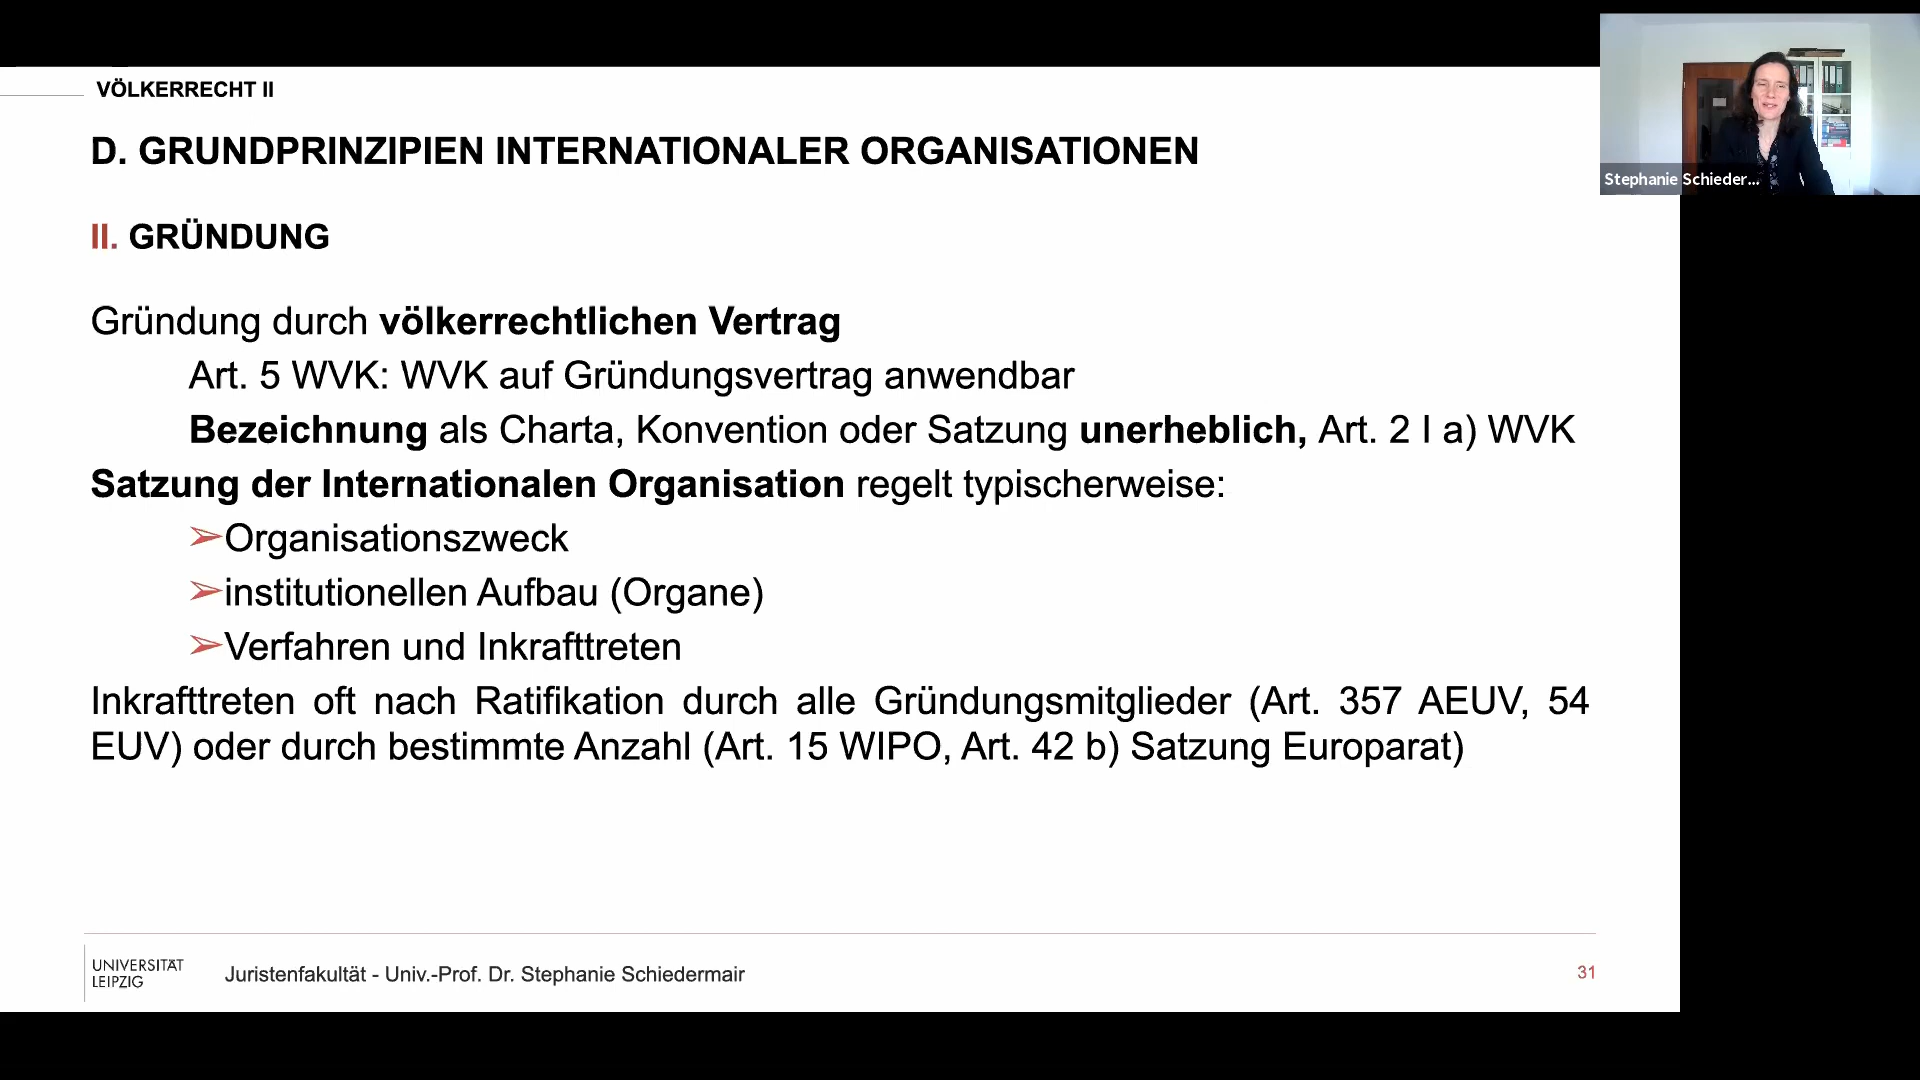 VÖLKERRECHT II
D. GRUNDPRINZIPIEN INTERNATIONALER ORGANISATIONEN
Stephanie Schieder...
II. GRÜNDUNG
Gründung durch völkerrechtlichen Vertrag
Art. 5 WVK: WVK auf Gründungsvertrag anwendbar
Bezeichnung als Charta, Konvention oder Satzung unerheblich, Art. 2 I a) WVK
Satzung der Internationalen Organisation regelt typischerweise:
➢Organisationszweck
➢institutionellen Aufbau (Organe)
➢Verfahren und Inkrafttreten
Inkrafttreten oft nach Ratifikation durch alle Gründungsmitglieder (Art. 357 AEUV, 54
EUV) oder durch bestimmte Anzahl (Art. 15 WIPO, Art. 42 b) Satzung Europarat)
UNIVERSITÄT
LEIPZIG
Juristenfakultät - Univ.-Prof. Dr. Stephanie Schiedermair
31